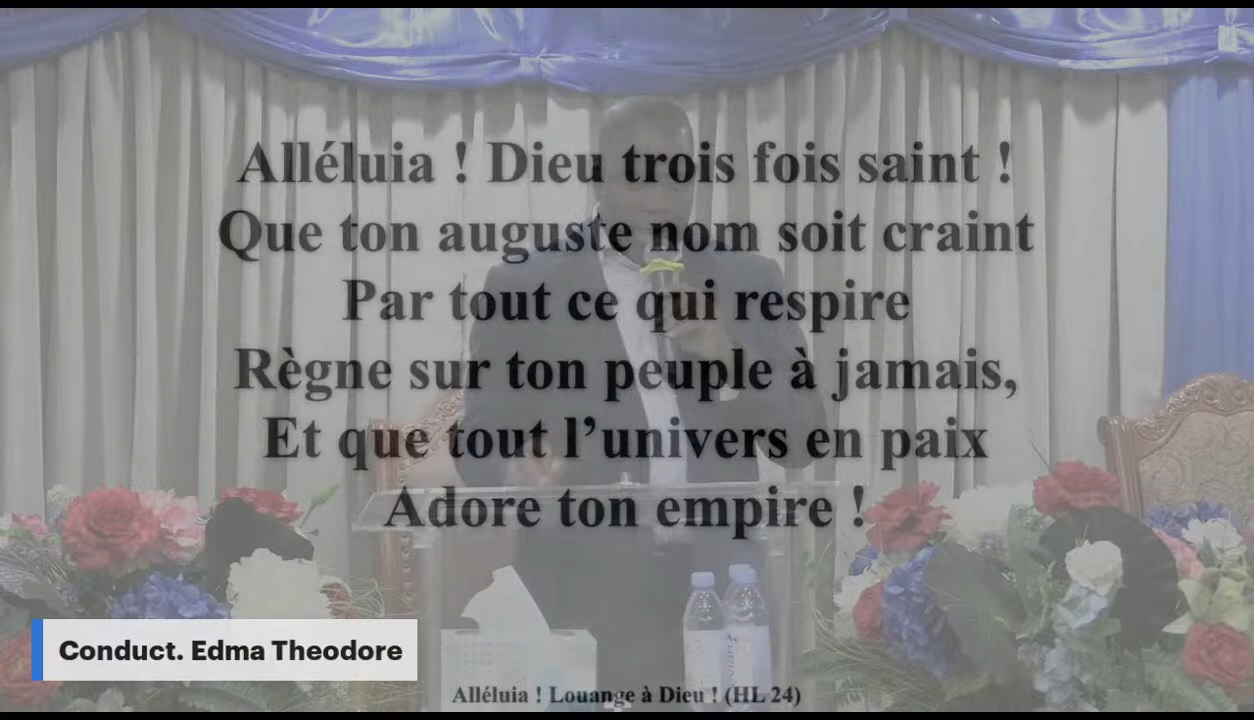 Alléluia ! Dieu trois fois saint !
Que ton auguste nom soit craint
Par tout ce qui respire
Règne sur ton peuple à jamais,
Et que tout l’univers en paix
Adore ton empire !
Conduct. Edma Theodore
Alléluia ! Louange à Dieu ! (HL 24)
evian